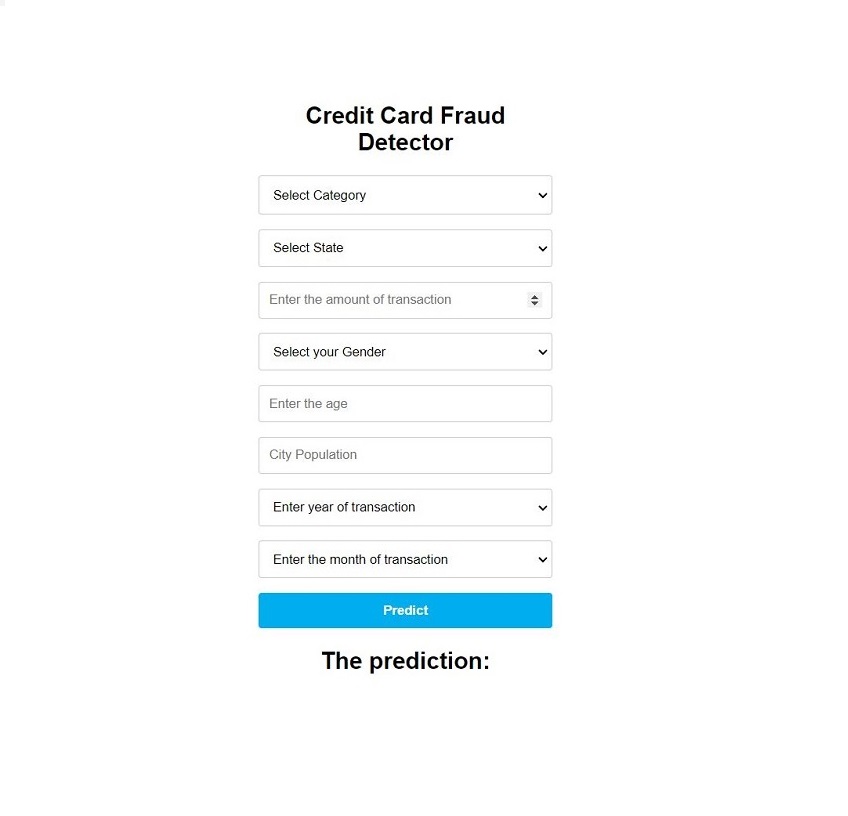 Credit Card Fraud
Detector
Select Category
Select State
Enter the amount of transaction
Select your Gender
Enter the age
City Population
Enter year of transaction
Enter the month of transaction
Predict
The prediction: